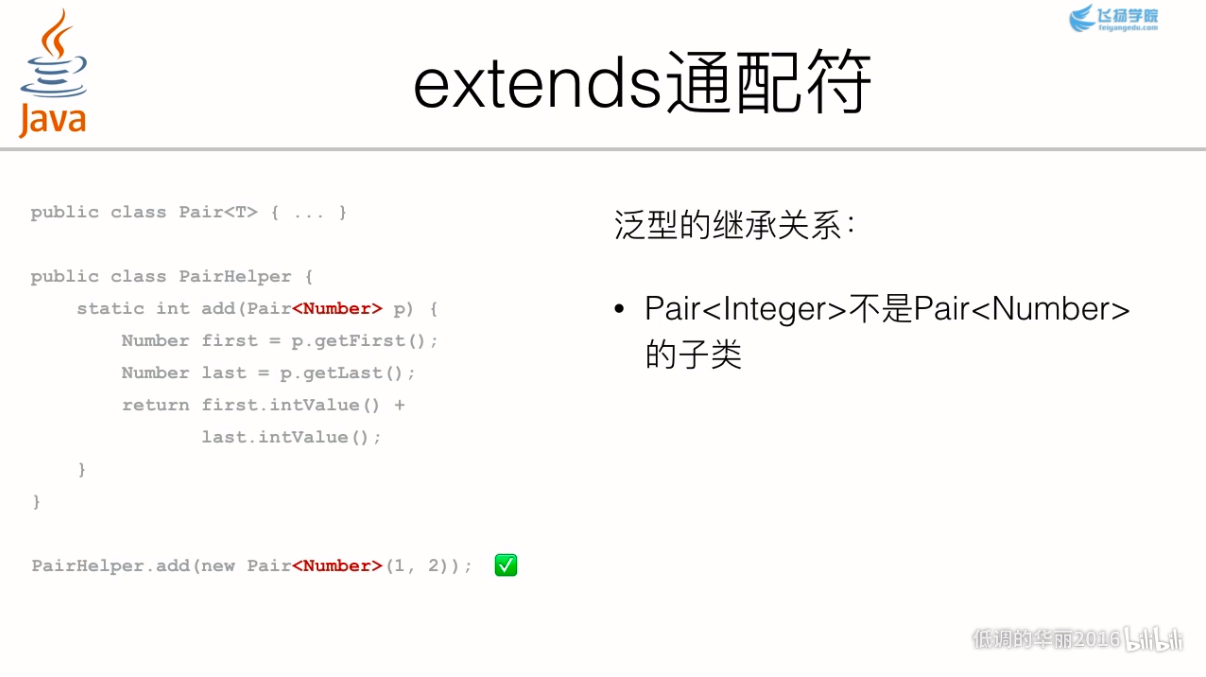 Java
飞扬学院
feiyangedu.com
extends通配符
public class Pair<T> { ... }
public class PairHelper {
    static int add(Pair<Number> p) {
        Number first = p.getFirst();
        Number last = p.getLast();
        return first.intValue() +
               last.intValue();
    }
}
PairHelper.add(new Pair<Number>(1, 2));
泛型的继承关系：
• Pair<Integer>不是Pair<Number>
的子类
低调的华丽2016 bilibili